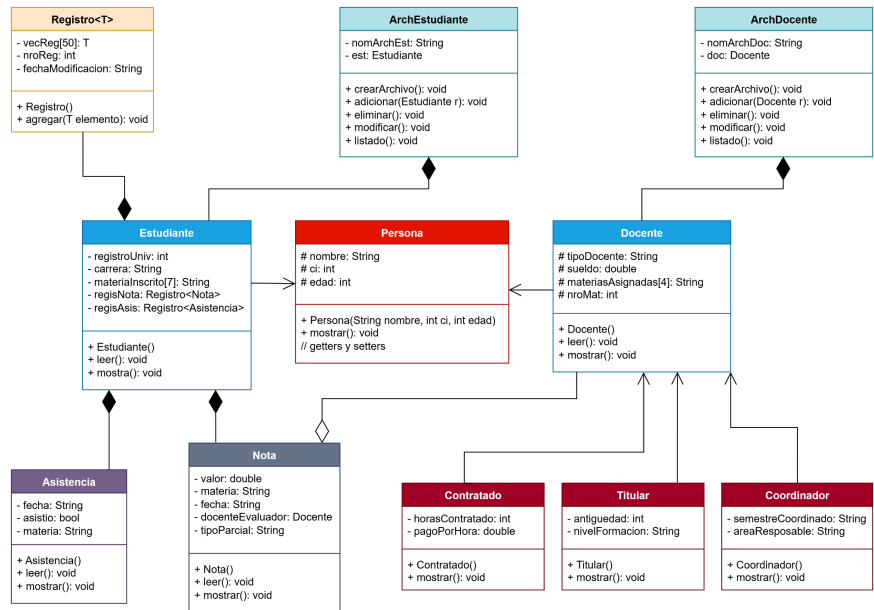 Registro<T>
- vecReg[50]: T
- nroReg: int
- fechaModificacion: String
+ Registro()
+ agregar(T elemento): void
ArchEstudiante
- nomArchEst: String
- est: Estudiante
+ crearArchivo(): void
+ adicionar(Estudiante r): void
+ eliminar(): void
+ modificar(): void
+ listado(): void
ArchDocente
- nomArchDoc: String
- doc: Docente
+ crearArchivo(): void
+ adicionar(Docente r): void
+ eliminar(): void
+ modificar(): void
+ listado(): void
Estudiante
- registroUniv: int
- carrera: String
- materiaInscrito[7]: String
- regisNota: Registro<Nota>
- regisAsis: Registro<Asistencia>
+ Estudiante()
+ leer(): void
+ mostra(): void
Persona
# nombre: String
# ci: int
# edad: int
+ Persona(String nombre, int ci, int edad)
+ mostrar(): void
// getters y setters
Docente
# tipoDocente: String
# sueldo: double
# materiasAsignadas[4]: String
# nroMat: int
+ Docente()
+ leer(): void
+ mostrar(): void
Asistencia
- fecha: String
- asistio: bool
- materia: String
+ Asistencia()
+ leer(): void
+ mostrar(): void
Nota
- valor: double
- materia: String
- fecha: String
- docenteEvaluador: Docente
- tipoParcial: String
+ Nota()
+ leer(): void
+ mostrar(): void
Contratado
- horasContratado: int
- pagoPorHora: double
+ Contratado()
+ mostrar(): void
Titular
- antiguedad: int
- nivelFormacion: String
+ Titular()
+ mostrar(): void
Coordinador
- semestreCoordinado: String
- areaResposable: String
+ Coordinador()
+ mostrar(): void